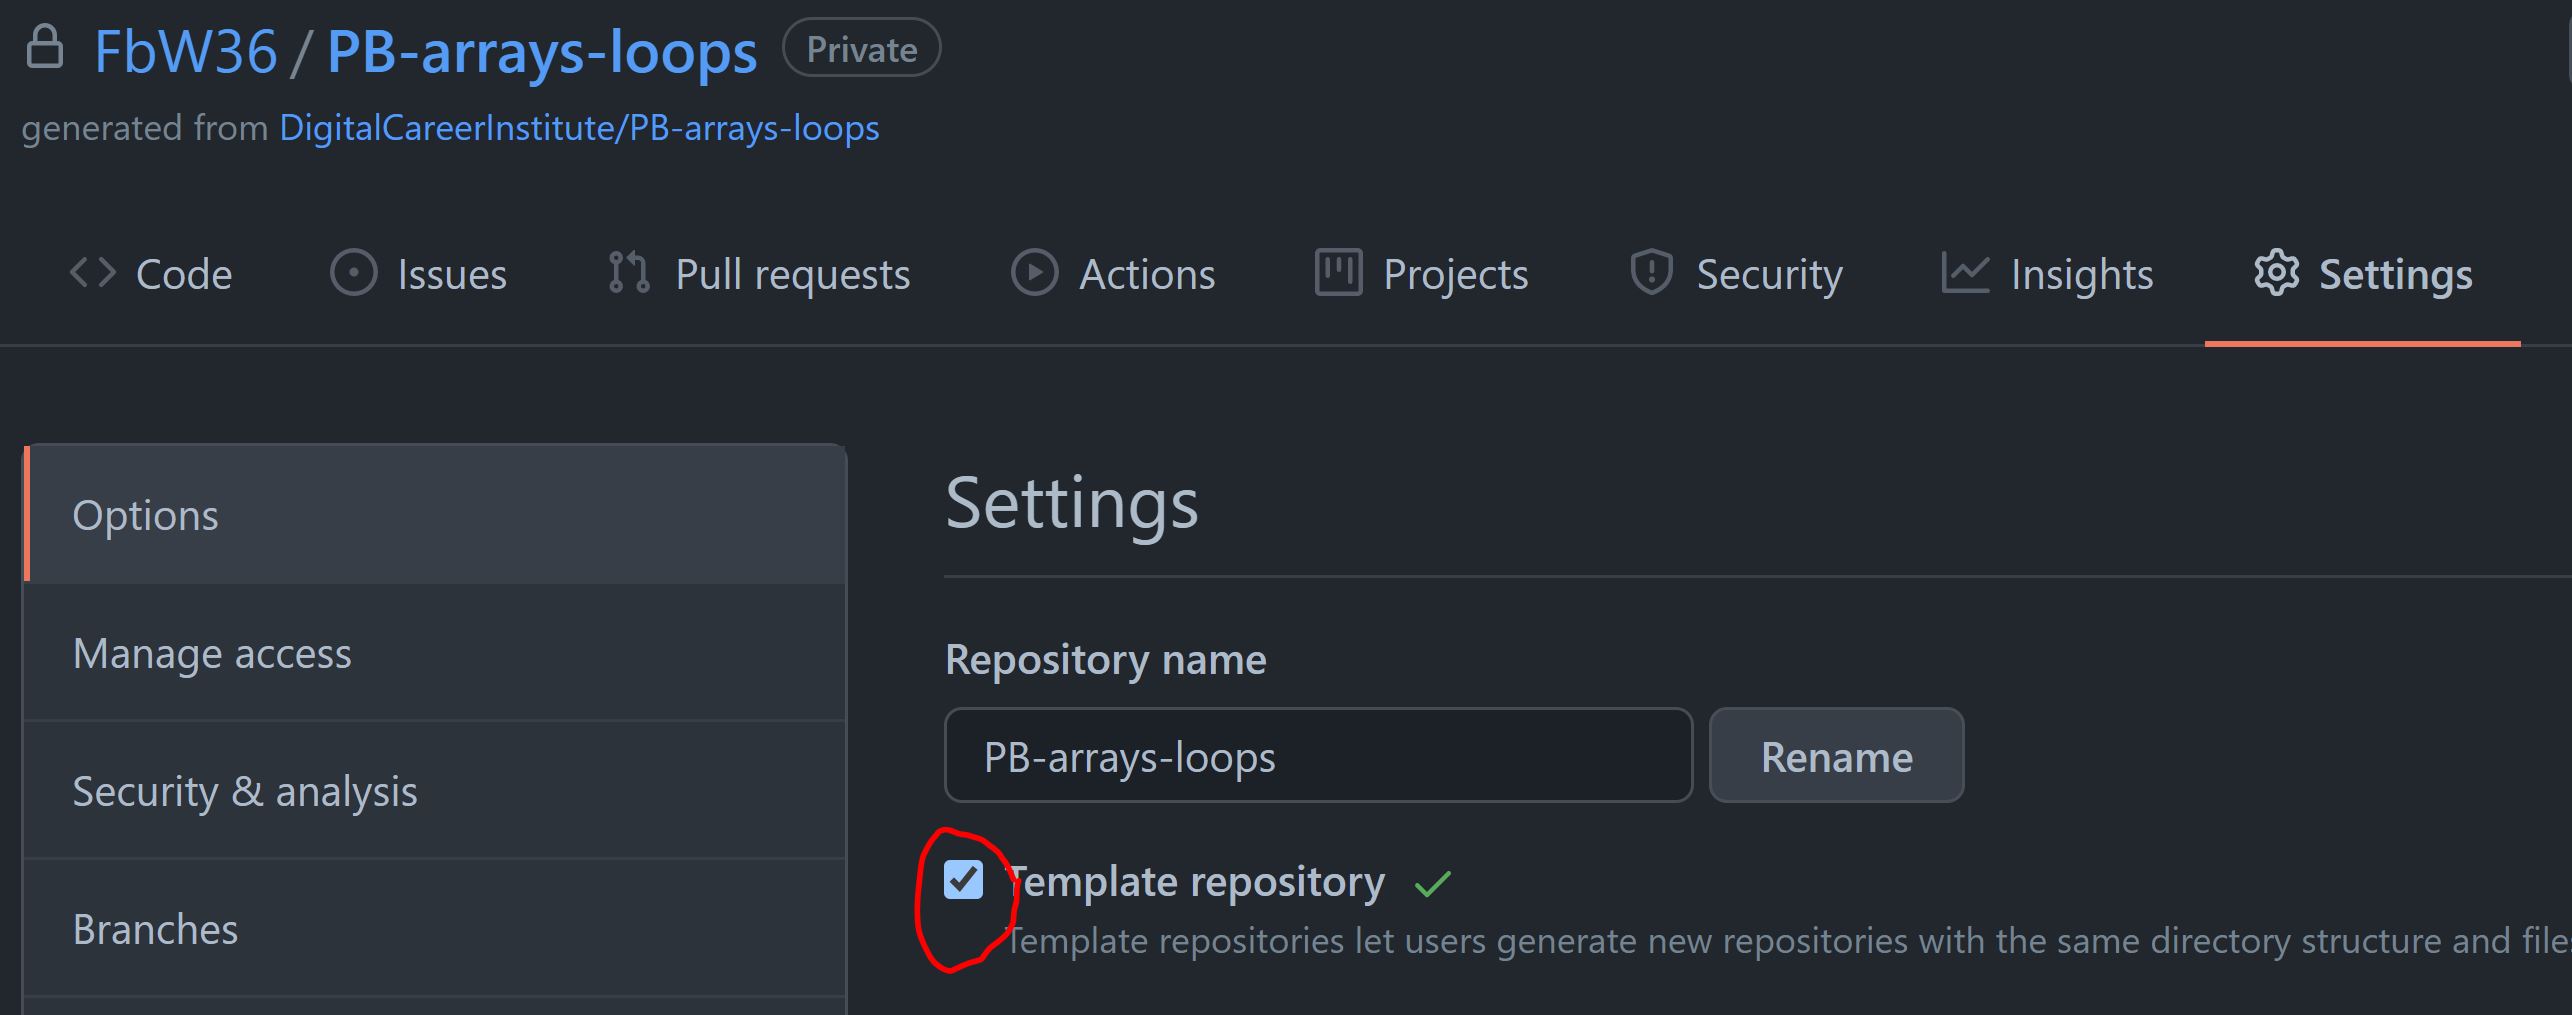 FbW36 / PB-arrays-loops Private
generated from DigitalCareerInstitute/PB-arrays-loops
Code Issues Pull requests Actions Projects Security Insights Settings
Options
Manage access
Security & analysis
Branches
Settings
Repository name
PB-arrays-loops Rename
Template repository
Template repositories let users generate new repositories with the same directory structure and files